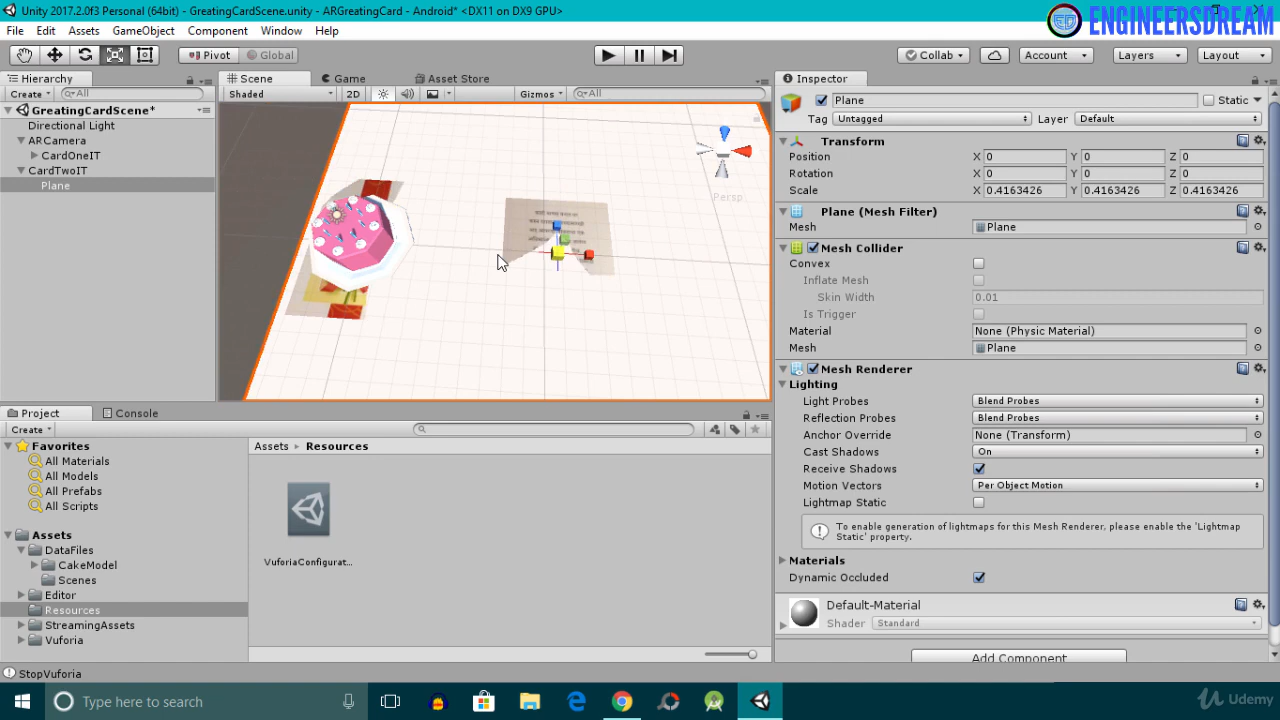 Unity 2017.2.0f3 Personal (64bit) - GreatingCardScene.unity - ARGreatingCard - Android* <DX11 on DX9 GPU>
ENGINEERSDREAM
File Edit Assets GameObject Component Window Help
Pivot Global Collab Account Layers Layout
Hierarchy Scene Game Asset Store Inspector
Create All Shaded 2D Gizmos All Plane Static
GreatingCardScene* Tag Untagged Layer Default
Directional Light
ARCamera Transform
CardOneIT Position X 0 Y 0 Z 0
CardTwoIT Rotation X 0 Y 0 Z 0
Plane Persp Scale X 0.4163426 Y 0.4163426 Z 0.4163426
Plane (Mesh Filter)
Mesh Plane
Mesh Collider
Convex
Inflate Mesh
Skin Width 0.01
Is Trigger
Material None (Physic Material)
Mesh Plane
Mesh Renderer
Lighting
Light Probes Blend Probes
Reflection Probes Blend Probes
Anchor Override None (Transform)
Cast Shadows On
Receive Shadows
Motion Vectors Per Object Motion
Lightmap Static
To enable generation of lightmaps for this Mesh Renderer, please enable the 'Lightmap
Static' property.
Materials
Dynamic Occluded
Default-Material
Shader Standard
Add Component
Project Console
Create
Favorites Assets Resources
All Materials
All Models
All Prefabs
All Scripts
Assets
DataFiles
CakeModel VuforiaConfigurat...
Scenes
Editor
Resources
StreamingAssets
Vuforia
StopVuforia
Type here to search
Udemy